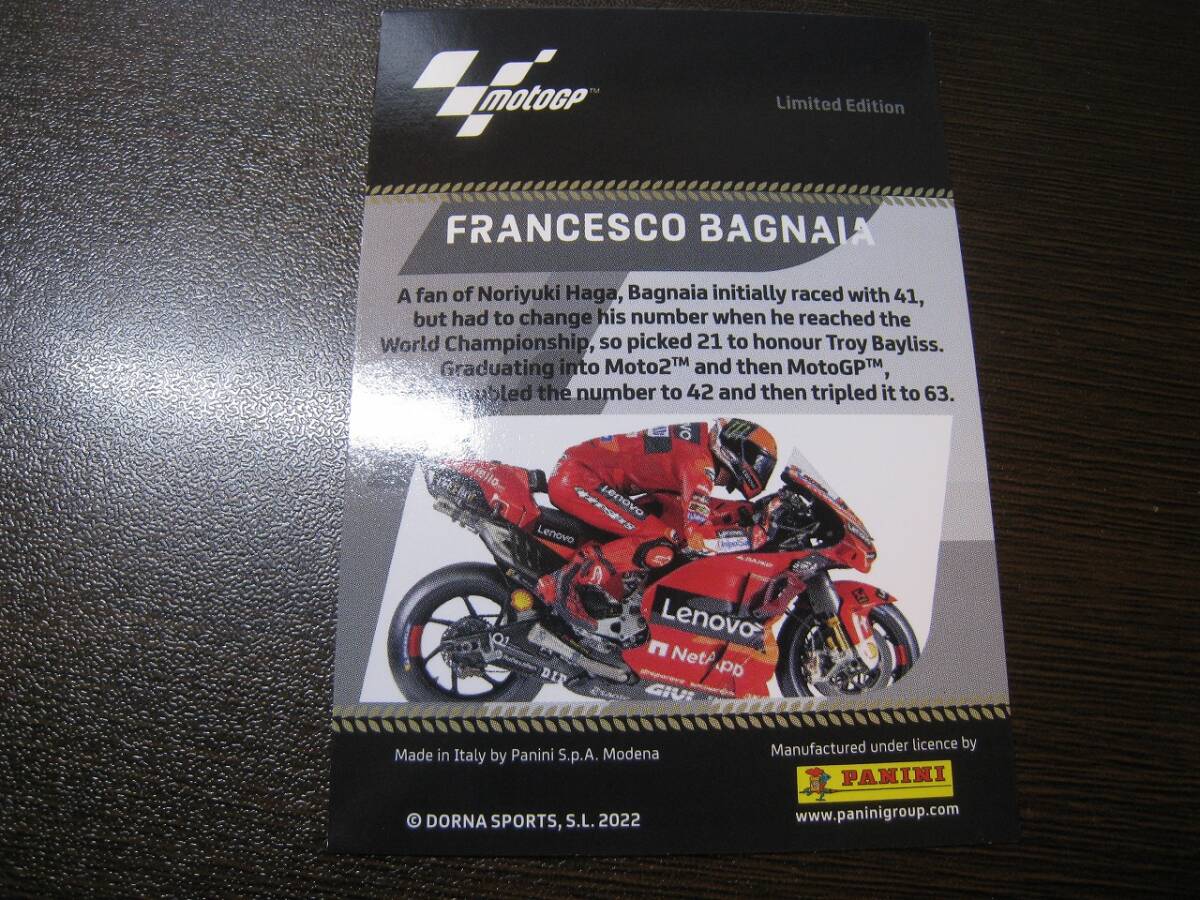 motoGP™
Limited Edition
FRANCESCO BAGNAIA
A fan of Noriyuki Haga, Bagnaia initially raced with 41,
but had to change his number when he reached the
World Championship, so picked 21 to honour Troy Bayliss.
Graduating into Moto2™ and then MotoGP™,
the number to 42 and then tripled it to 63.
Lenovo
Lenovo
Lenovo
NetApp
GIVI
Made in Italy by Panini S.p.A. Modena
Manufactured under licence by
PANINI
www.paninigroup.com
© DORNA SPORTS, S.L. 2022